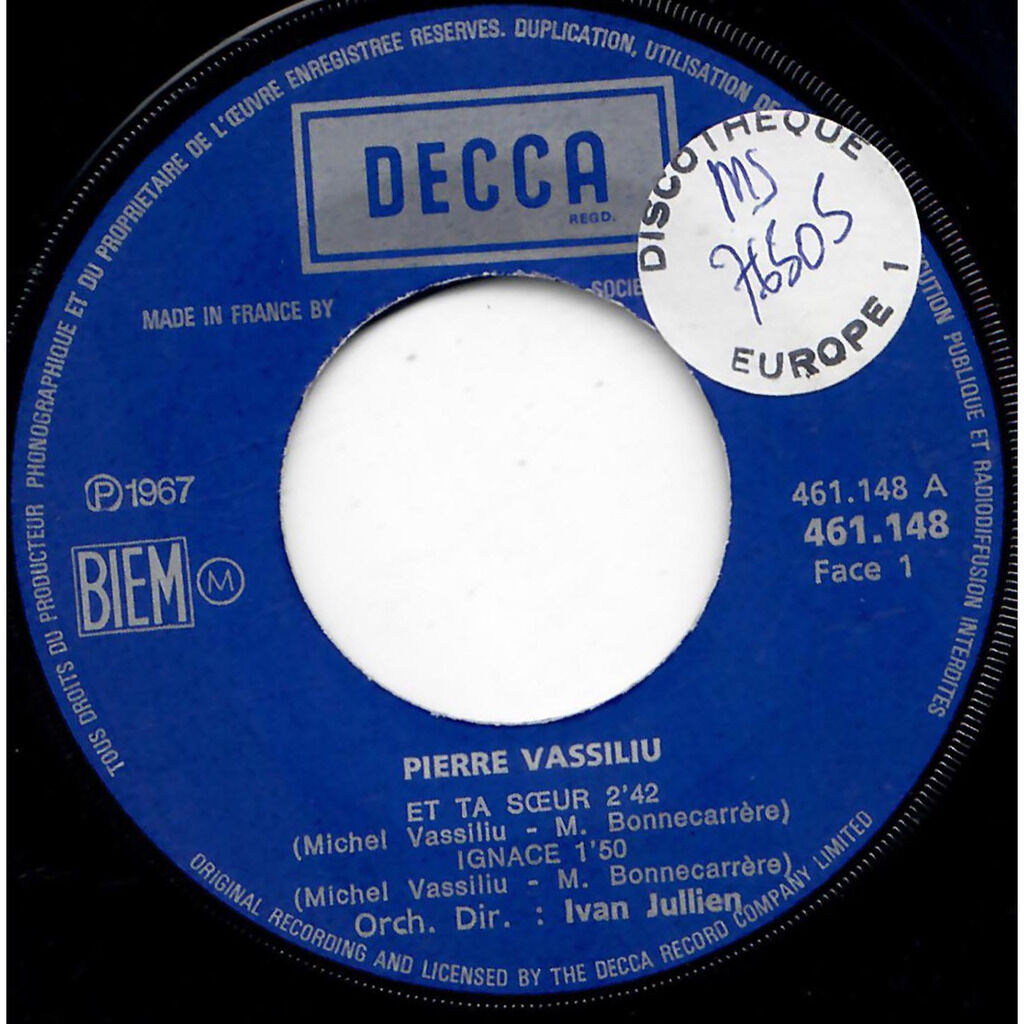 TOUS DROITS DU PRODUCTEUR PHONOGRAPHIQUE ET DU PROPRIETAIRE DE L'ŒUVRE ENREGISTREE RESERVES. DUPLICATION, UTILISATION DE
CUTION PUBLIQUE ET RADIODIFFUSION INTERDITES
DECCA
REGD.
DISCOTHEQUE
MS
76505
EUROPE 1
MADE IN FRANCE BY
SOCIE
℗ 1967
BIEM
M
461.148 A
461.148
Face 1
PIERRE VASSILIU
ET TA SŒUR 2'42
(Michel Vassiliu - M. Bonnecarrère)
IGNACE 1'50
(Michel Vassiliu - M. Bonnecarrère)
Orch. Dir. : Ivan Jullien
ORIGINAL RECORDING AND LICENSED BY THE DECCA RECORD COMPANY LIMITED